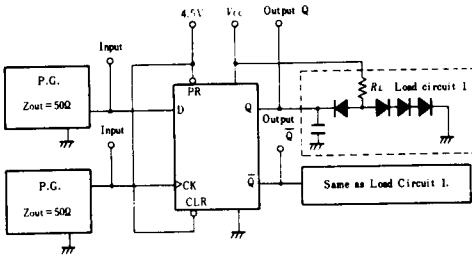 4.5V
Vcc
Output Q
Input
P.G.
Zout = 50Ω
PR
D
Q
RL
Load circuit 1
Output
Q̅
Input
P.G.
Zout = 50Ω
CK
Q̅
CLR
Same as Load Circuit 1.